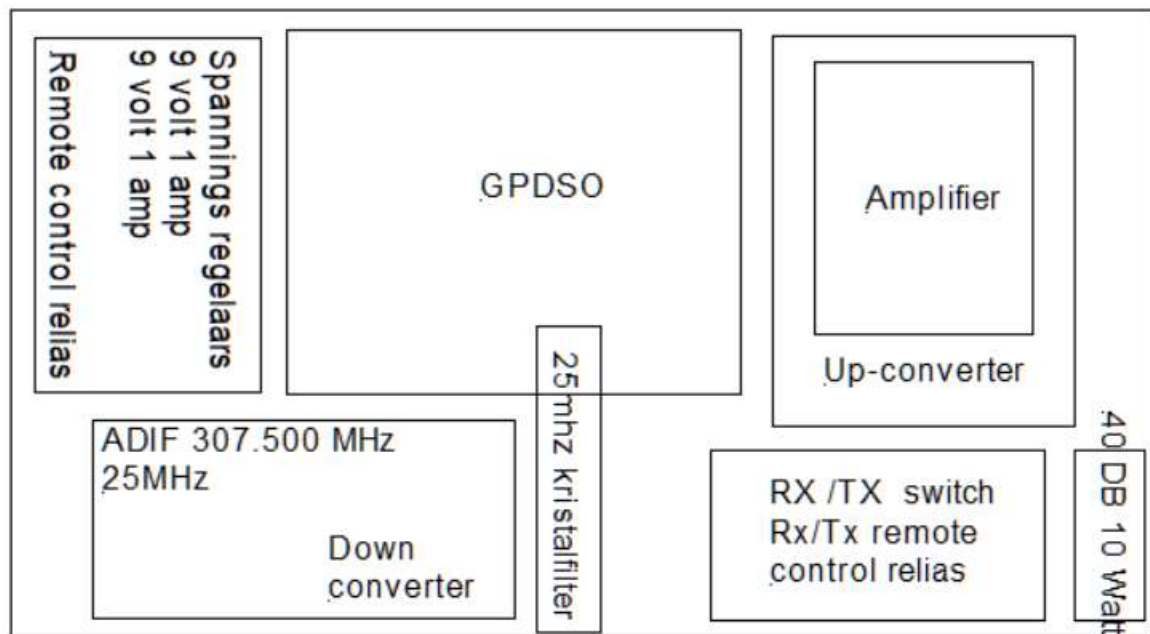 Spannings regelaars
9 volt 1 amp
9 volt 1 amp
Remote control relias
GPDSO
Amplifier
Up-converter
25mhz kristalfilter
ADIF 307.500 MHz
25MHz
Down
converter
RX /TX switch
Rx/Tx remote
control relias
40 DB 10 Watt